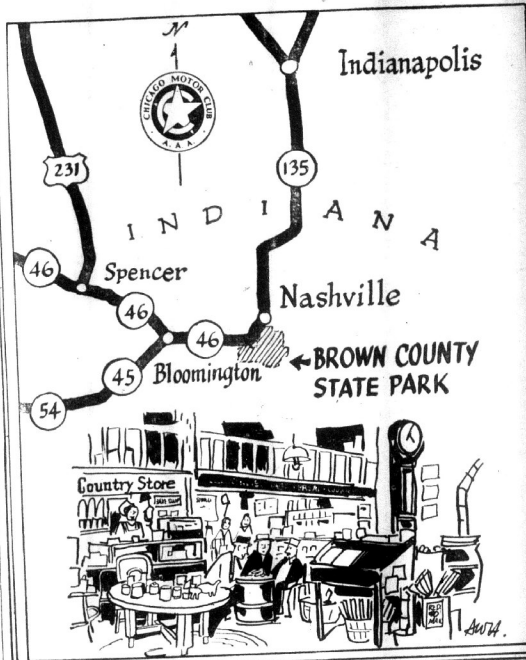 N
Indianapolis
CHICAGO MOTOR CLUB
A.A.A.
231
135
INDIANA
46
Spencer
46
Nashville
46
Bloomington
BROWN COUNTY
STATE PARK
45
54
Country Store
AWH.